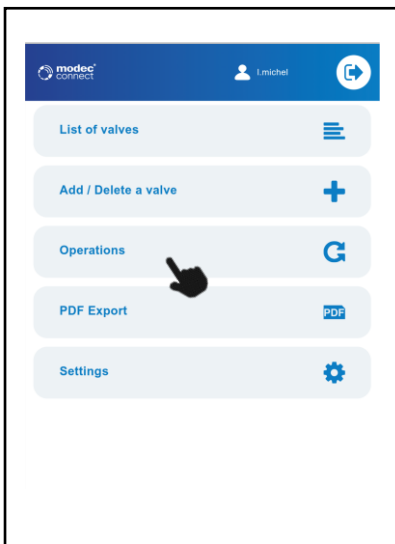 modec
connect
l.michel
List of valves
Add / Delete a valve
Operations
PDF Export
PDF
Settings